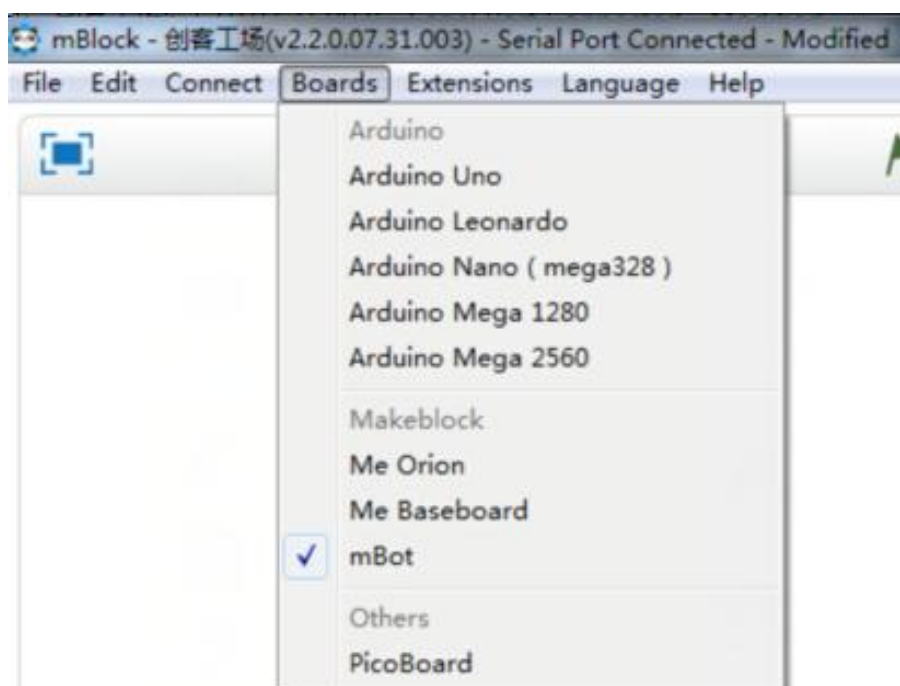 mBlock - 创客工场(v2.2.0.07.31.003) - Serial Port Connected - Modified
File Edit Connect Boards Extensions Language Help
Arduino
Arduino Uno
Arduino Leonardo
Arduino Nano ( mega328 )
Arduino Mega 1280
Arduino Mega 2560
Makeblock
Me Orion
Me Baseboard
mBot
Others
PicoBoard